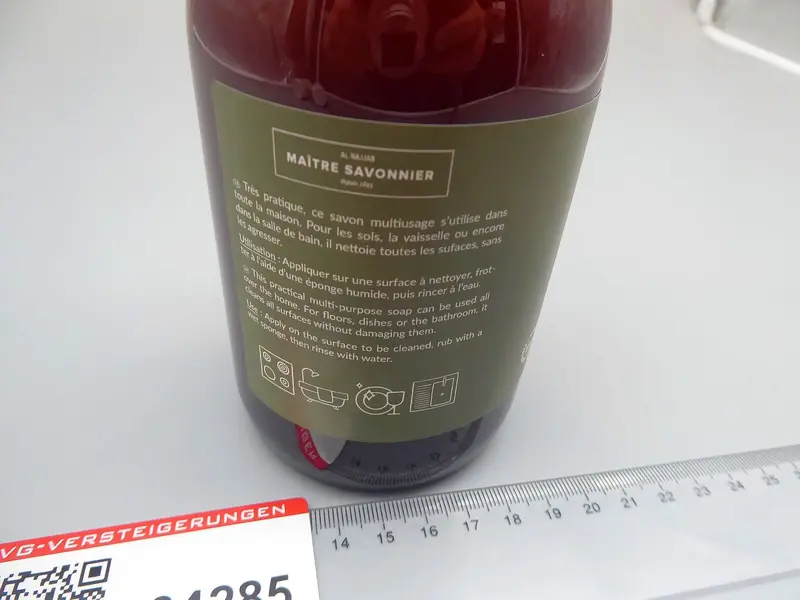 AL NAJJAR
MAÎTRE SAVONNIER
depuis 1895
Très pratique, ce savon multiusage s'utilise dans
toute la maison. Pour les sols, la vaisselle ou encore
dans la salle de bain, il nettoie toutes les sufaces, sans
les agresser.
Utilisation : Appliquer sur une surface à nettoyer, frot-
ter à l'aide d'une éponge humide, puis rincer à l'eau.
This practical multi-purpose soap can be used all
over the home. For floors, dishes or the bathroom, it
cleans all surfaces without damaging them.
Use : Apply on the surface to be cleaned, rub with a
wet sponge, then rinse with water.
VG-VERSTEIGERUNGEN
14 15 16 17 18 19 20 21 22 23 24 25